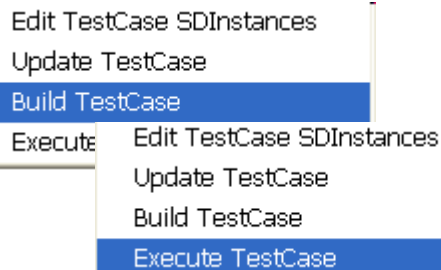 Edit TestCase SDInstances
Update TestCase
Build TestCase
Execute
Edit TestCase SDInstances
Update TestCase
Build TestCase
Execute TestCase